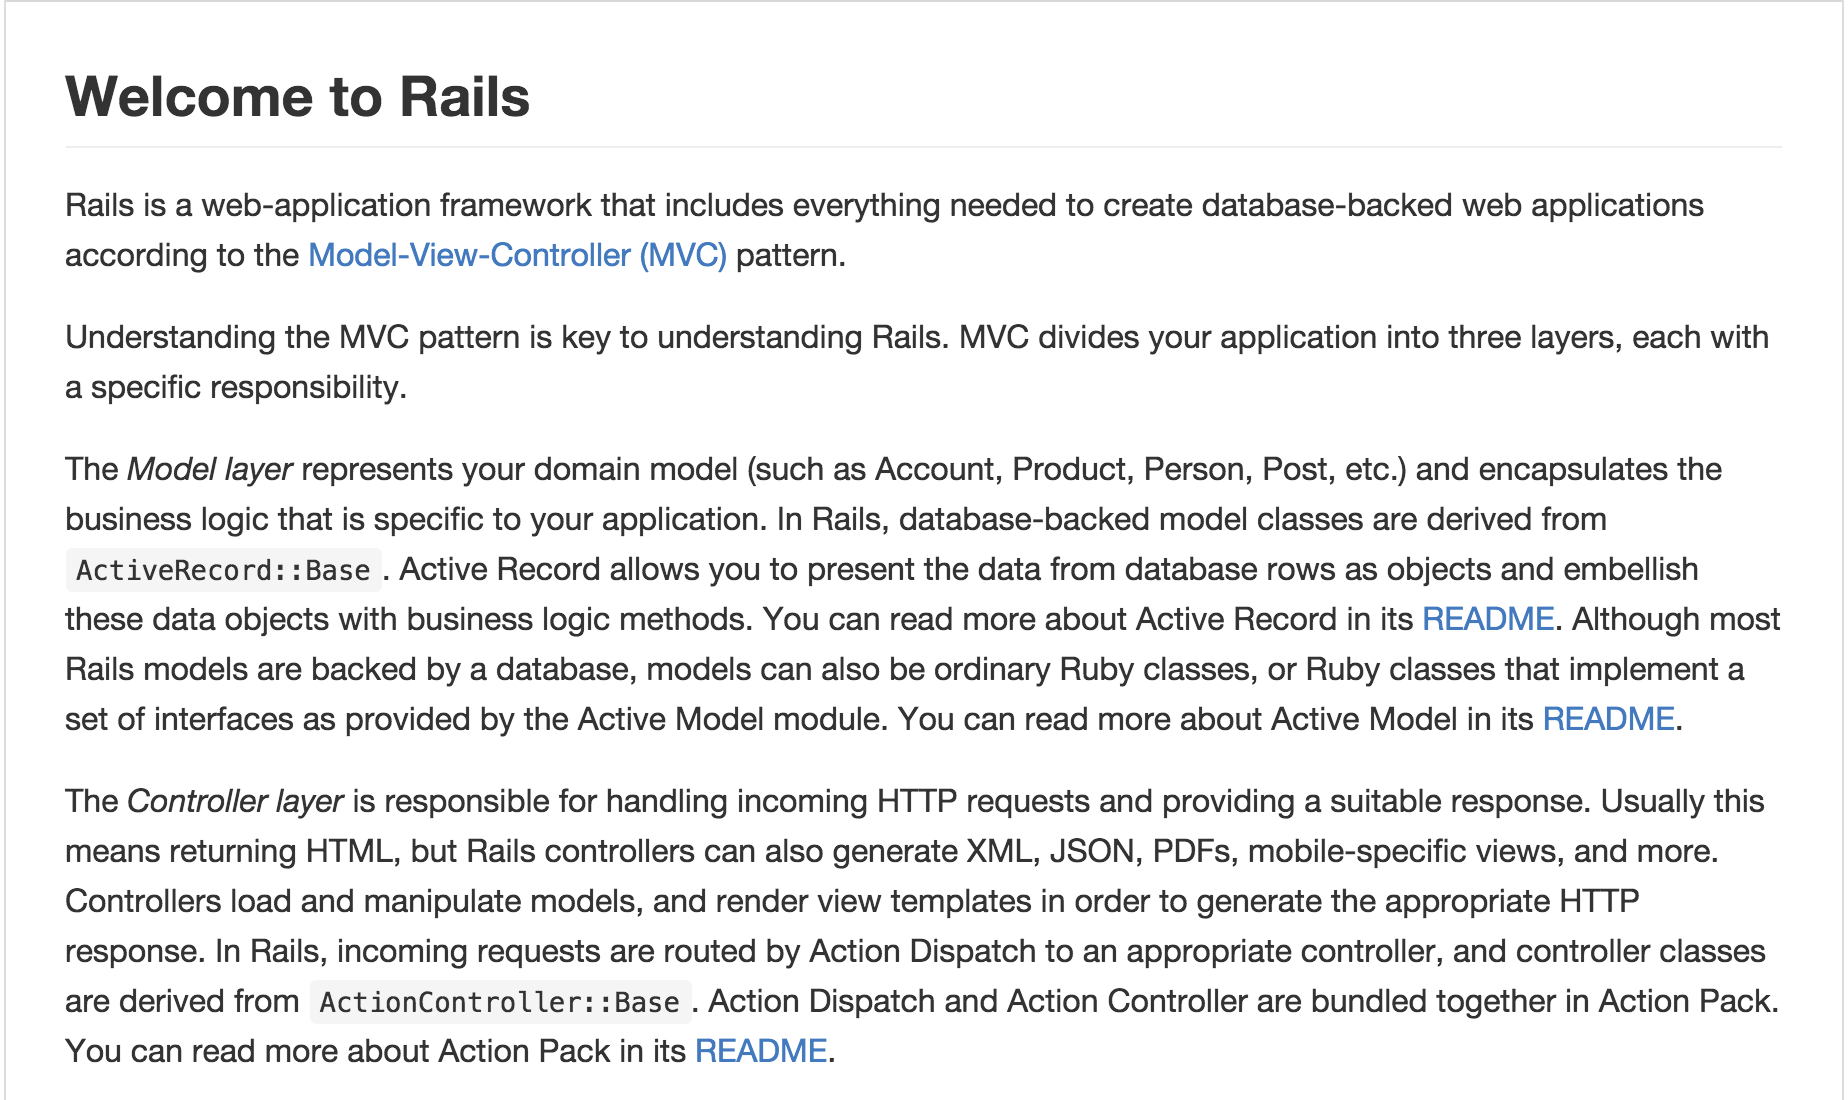 Welcome to Rails
Rails is a web-application framework that includes everything needed to create database-backed web applications
according to the Model-View-Controller (MVC) pattern.
Understanding the MVC pattern is key to understanding Rails. MVC divides your application into three layers, each with
a specific responsibility.
The Model layer represents your domain model (such as Account, Product, Person, Post, etc.) and encapsulates the
business logic that is specific to your application. In Rails, database-backed model classes are derived from
ActiveRecord::Base. Active Record allows you to present the data from database rows as objects and embellish
these data objects with business logic methods. You can read more about Active Record in its README. Although most
Rails models are backed by a database, models can also be ordinary Ruby classes, or Ruby classes that implement a
set of interfaces as provided by the Active Model module. You can read more about Active Model in its README.
The Controller layer is responsible for handling incoming HTTP requests and providing a suitable response. Usually this
means returning HTML, but Rails controllers can also generate XML, JSON, PDFs, mobile-specific views, and more.
Controllers load and manipulate models, and render view templates in order to generate the appropriate HTTP
response. In Rails, incoming requests are routed by Action Dispatch to an appropriate controller, and controller classes
are derived from ActionController::Base. Action Dispatch and Action Controller are bundled together in Action Pack.
You can read more about Action Pack in its README.